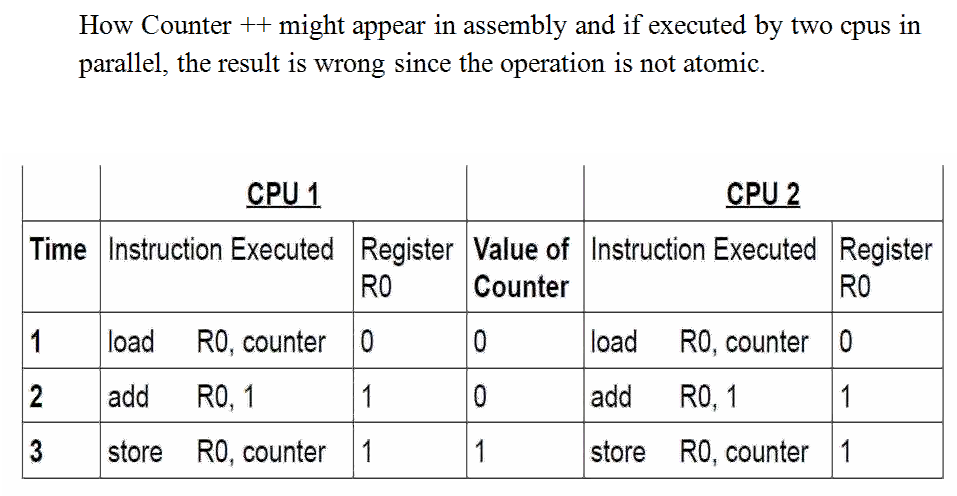 How Counter ++ might appear in assembly and if executed by two cpus in
parallel, the result is wrong since the operation is not atomic.
CPU 1 CPU 2
Time Instruction Executed Register R0 Value of Counter Instruction Executed Register R0
1 load R0, counter 0 0 load R0, counter 0
2 add R0, 1 1 0 add R0, 1 1
3 store R0, counter 1 1 store R0, counter 1